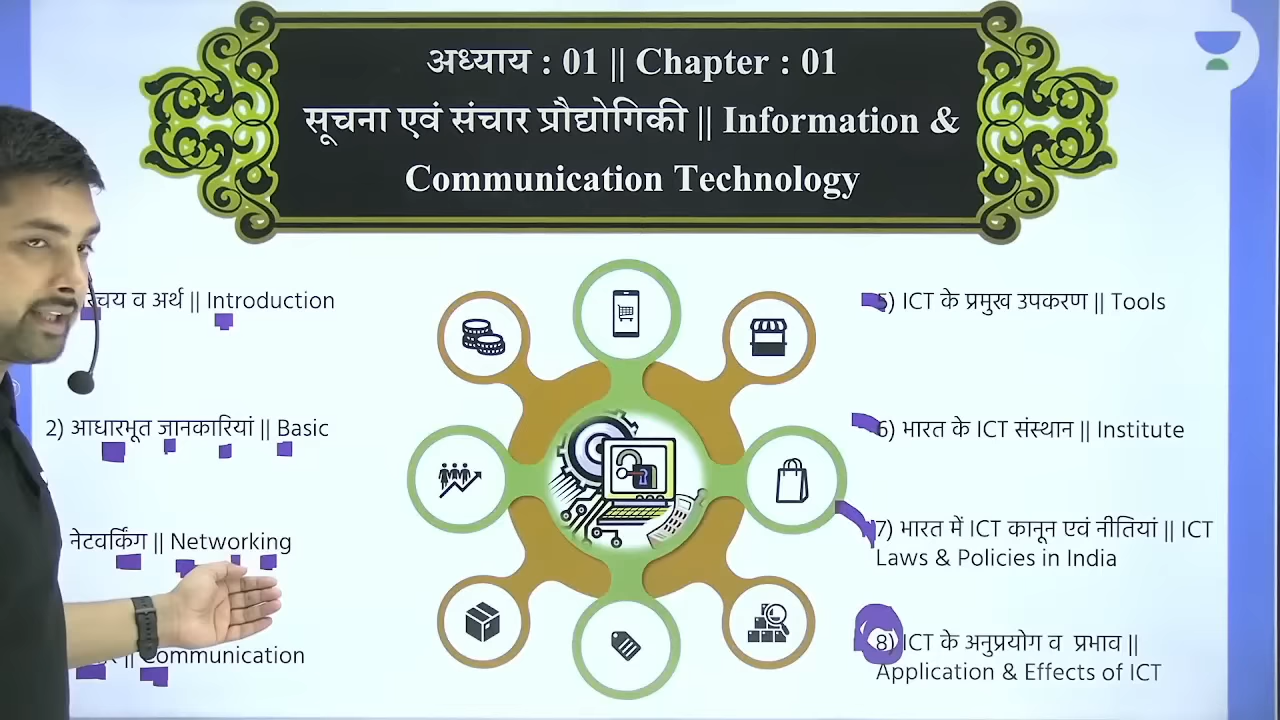 अध्याय : 01 || Chapter : 01
सूचना एवं संचार प्रौद्योगिकी || Information &
Communication Technology
व अर्थ || Introduction
2) आधारभूत जानकारियां || Basic
नेटवर्किंग || Networking
|| Communication
5) ICT के प्रमुख उपकरण || Tools
6) भारत के ICT संस्थान || Institute
7) भारत में ICT कानून एवं नीतियां || ICT
Laws & Policies in India
8) ICT के अनुप्रयोग व प्रभाव ||
Application & Effects of ICT